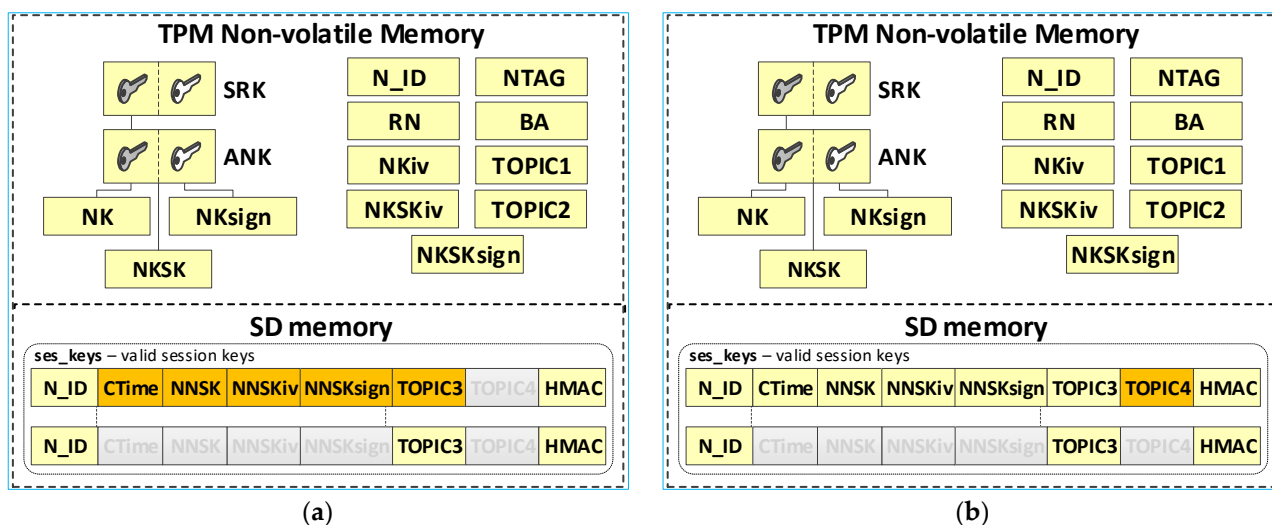 TPM Non-volatile Memory
SRK
ANK
NK
NKsign
NKSK
N_ID
NTAG
RN
BA
NKiv
TOPIC1
NKSKiv
TOPIC2
NKSKsign
SD memory
ses_keys – valid session keys
N_ID CTime NNSK NNSKiv NNSKsign TOPIC3 TOPIC4 HMAC
N_ID CTime NNSK NNSKiv NNSKsign TOPIC3 TOPIC4 HMAC
(a)
TPM Non-volatile Memory
SRK
ANK
NK
NKsign
NKSK
N_ID
NTAG
RN
BA
NKiv
TOPIC1
NKSKiv
TOPIC2
NKSKsign
SD memory
ses_keys – valid session keys
N_ID CTime NNSK NNSKiv NNSKsign TOPIC3 TOPIC4 HMAC
N_ID CTime NNSK NNSKiv NNSKsign TOPIC3 TOPIC4 HMAC
(b)